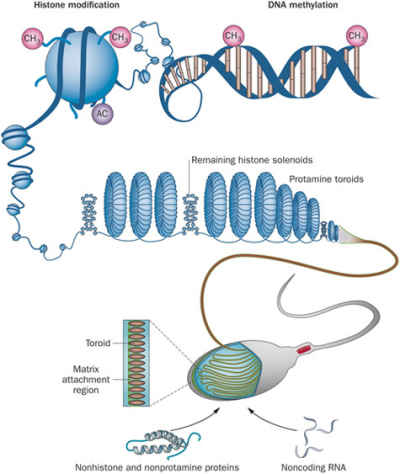 Histone modification
DNA methylation
CH3
CH3
CH3
CH3
AC
Remaining histone solenoids
Protamine toroids
Toroid
Matrix
attachment
region
Nonhistone and nonprotamine proteins
Noncoding RNA